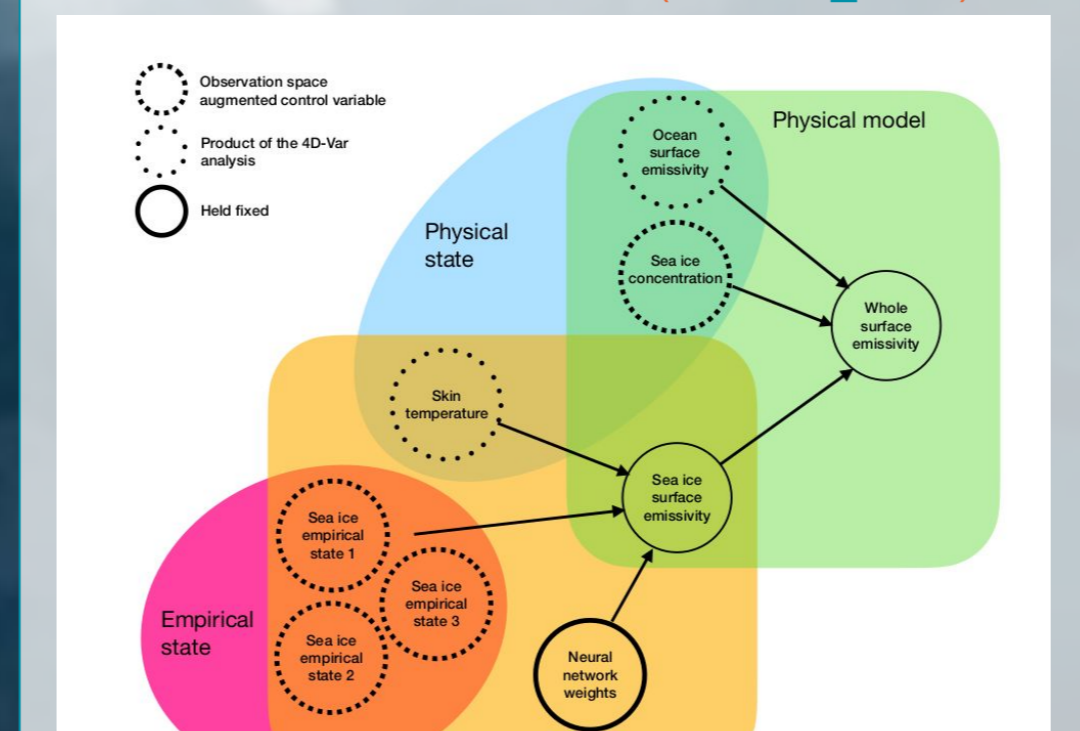 Observation space
augmented control variable
Product of the 4D-Var
analysis
Held fixed
Physical model
Physical
state
Ocean
surface
emissivity
Sea ice
concentration
Whole
surface
emissivity
Skin
temperature
Sea ice
surface
emissivity
Sea ice
empirical
state 1
Sea ice
empirical
state 3
Empirical
state
Sea ice
empirical
state 2
Neural
network
weights